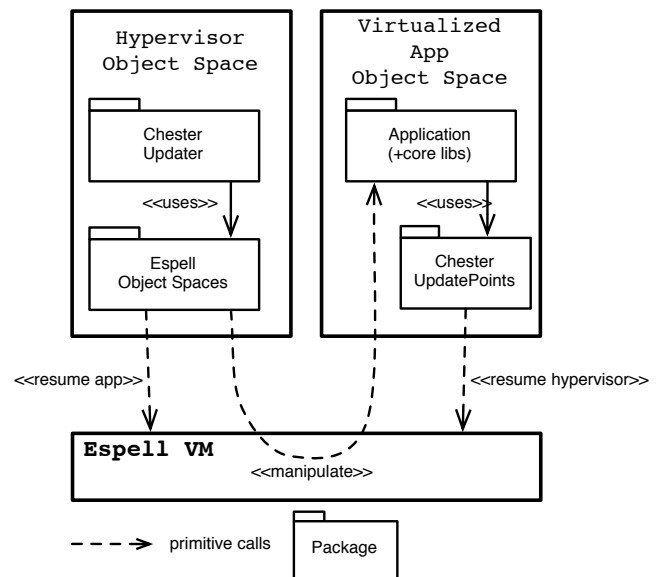 Hypervisor
Object Space
Virtualized
App
Object Space
Chester
Updater
Application
(+core libs)
<<uses>>
<<uses>>
Espell
Object Spaces
Chester
UpdatePoints
<<resume app>>
<<resume hypervisor>>
Espell VM
<<manipulate>>
primitive calls
Package